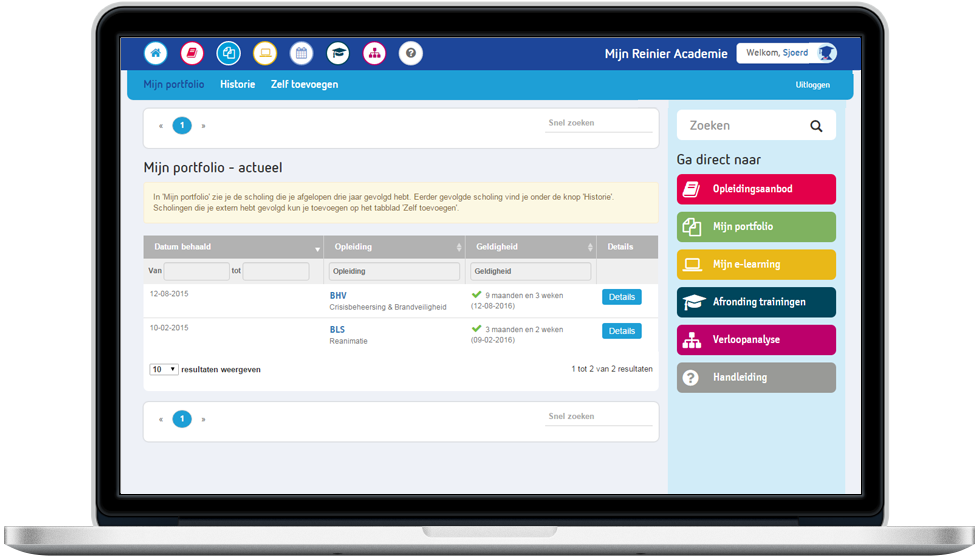 Mijn Reinier Academie
Welkom, Sjoerd
Mijn portfolio Historie Zelf toevoegen
Uitloggen
« 1 »
Snel zoeken
Mijn portfolio - actueel
In 'Mijn portfolio' zie je de scholing die je afgelopen drie jaar gevolgd hebt. Eerder gevolgde scholing vind je onder de knop 'Historie'.
Scholingen die je extern hebt gevolgd kun je toevoegen op het tabblad 'Zelf toevoegen'.
Datum behaald Opleiding Geldigheid Details
Van tot Opleiding Geldigheid
12-08-2015 BHV 9 maanden en 3 weken Details
Crisisbeheersing & Brandveiligheid (12-08-2016)
10-02-2015 BLS 3 maanden en 2 weken Details
Reanimatie (09-02-2016)
10 resultaten weergeven
1 tot 2 van 2 resultaten
« 1 »
Snel zoeken
Zoeken
Ga direct naar
Opleidingsaanbod
Mijn portfolio
Mijn e-learning
Afronding trainingen
Verloopanalyse
? Handleiding